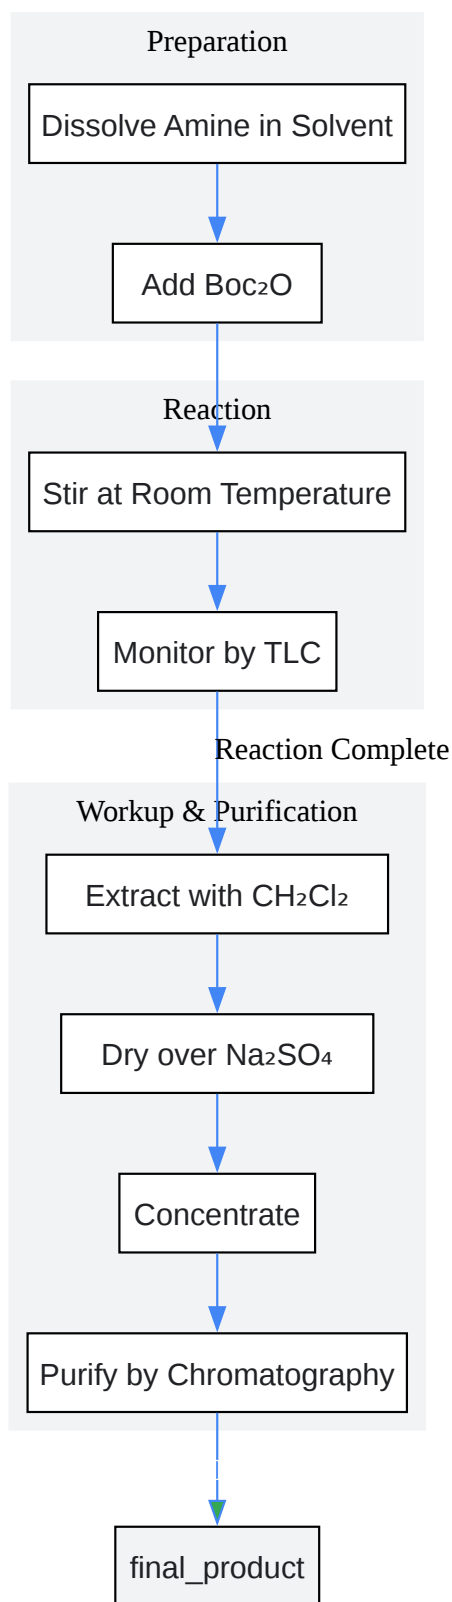 Preparation
Dissolve Amine in Solvent
Add Boc₂O
Reaction
Stir at Room Temperature
Monitor by TLC
Reaction Complete
Workup & Purification
Extract with CH₂Cl₂
Dry over Na₂SO₄
Concentrate
Purify by Chromatography
final_product